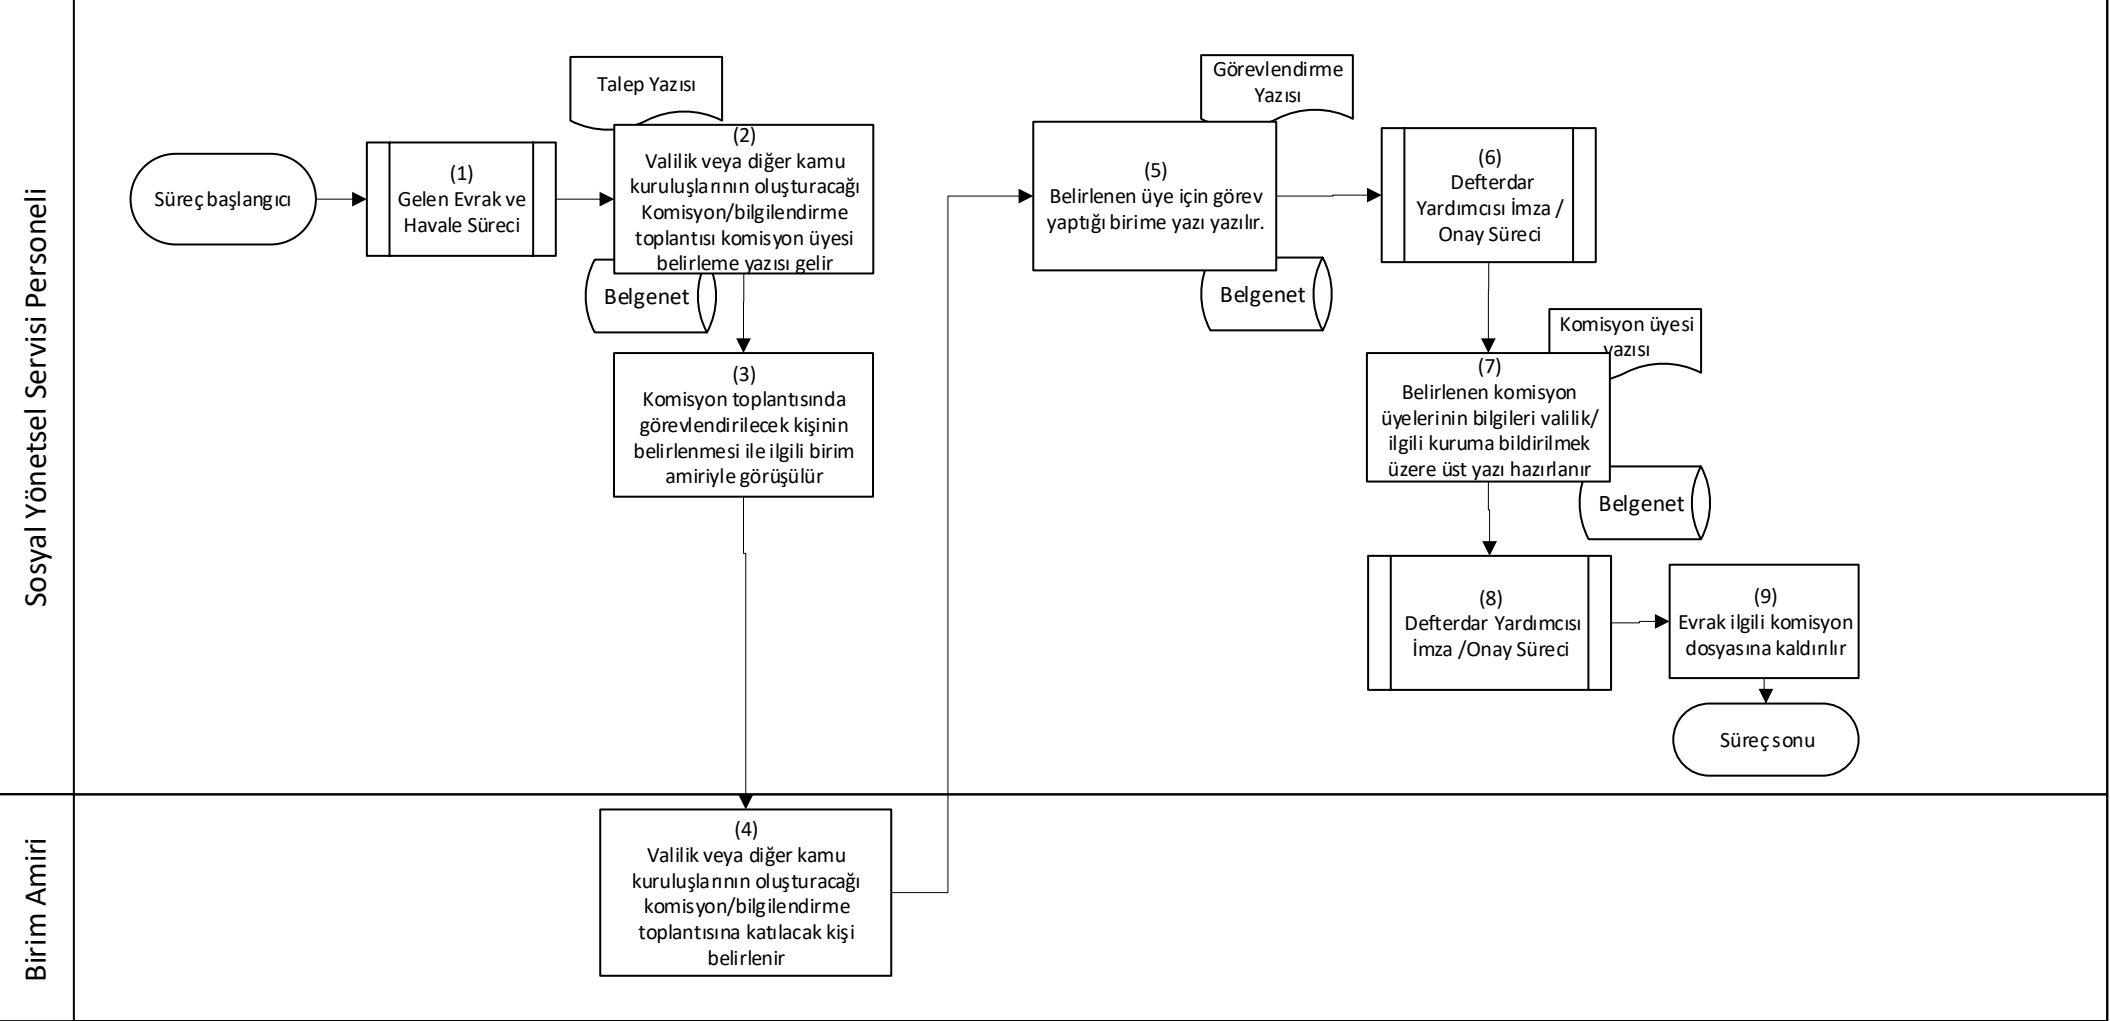 Sosyal Yönetsel Servisi Personeli
Süreç başlangıcı
(1)
Gelen Evrak ve
Havale Süreci
Talep Yazısı
(2)
Valilik veya diğer kamu
kuruluşlarının oluşturacağı
Komisyon/bilgilendirme
toplantısı komisyon üyesi
belirleme yazısı gelir
Belgenet
(3)
Komisyon toplantısında
görevlendirilecek kişinin
belirlenmesi ile ilgili birim
amiriyle görüşülür
Birim Amiri
(4)
Valilik veya diğer kamu
kuruluşlarının oluşturacağı
komisyon/bilgilendirme
toplantısına katılacak kişi
belirlenir
Görevlendirme
Yazısı
(5)
Belirlenen üye için görev
yaptığı birime yazı yazılır.
Belgenet
(6)
Defterdar
Yardımcısı İmza /
Onay Süreci
Komisyon üyesi
yazısı
(7)
Belirlenen komisyon
üyelerinin bilgileri valilik/
ilgili kuruma bildirilmek
üzere üst yazı hazırlanır
Belgenet
(8)
Defterdar Yardımcısı
İmza /Onay Süreci
(9)
Evrak ilgili komisyon
dosyasına kaldırılır
Süreç sonu